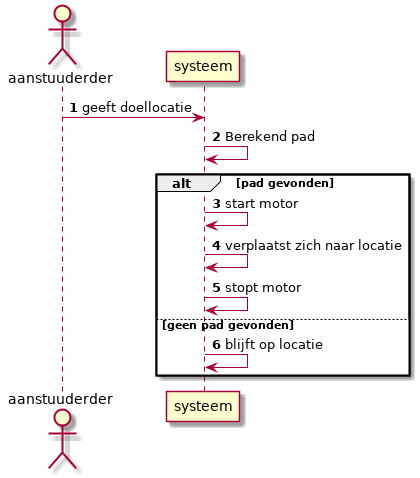 aanstuuderder
systeem
1 geeft doellocatie
2 Berekend pad
alt [pad gevonden]
3 start motor
4 verplaatst zich naar locatie
5 stopt motor
[geen pad gevonden]
6 blijft op locatie
aanstuuderder
systeem